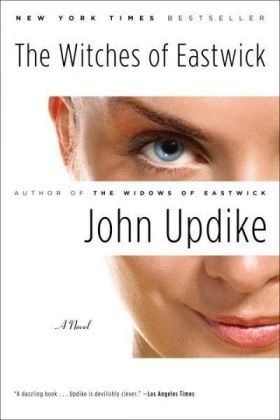 NEW YORK TIMES BESTSELLER
The Witches of Eastwick
AUTHOR OF THE WIDOWS OF EASTWICK
John Updike
A Novel
"A dazzling book . . . Updike is devilishly clever." —Los Angeles Times